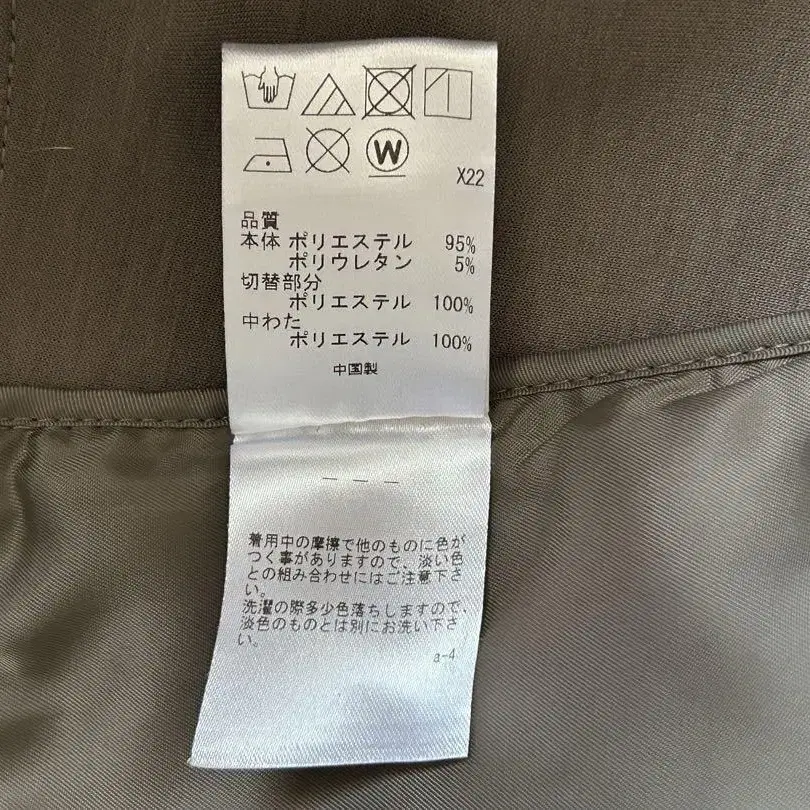 W
X22
品質
本体 ポリエステル 95%
ポリウレタン 5%
切替部分
ポリエステル 100%
中わた
ポリエステル 100%
中国製
着用中の摩擦で他のものに色が
つく事がありますので、淡い色
との組み合わせにはご注意下さ
い。
洗濯の際多少色落ちしますので、
淡色のものとは別にお洗い下さ
い。
a-4